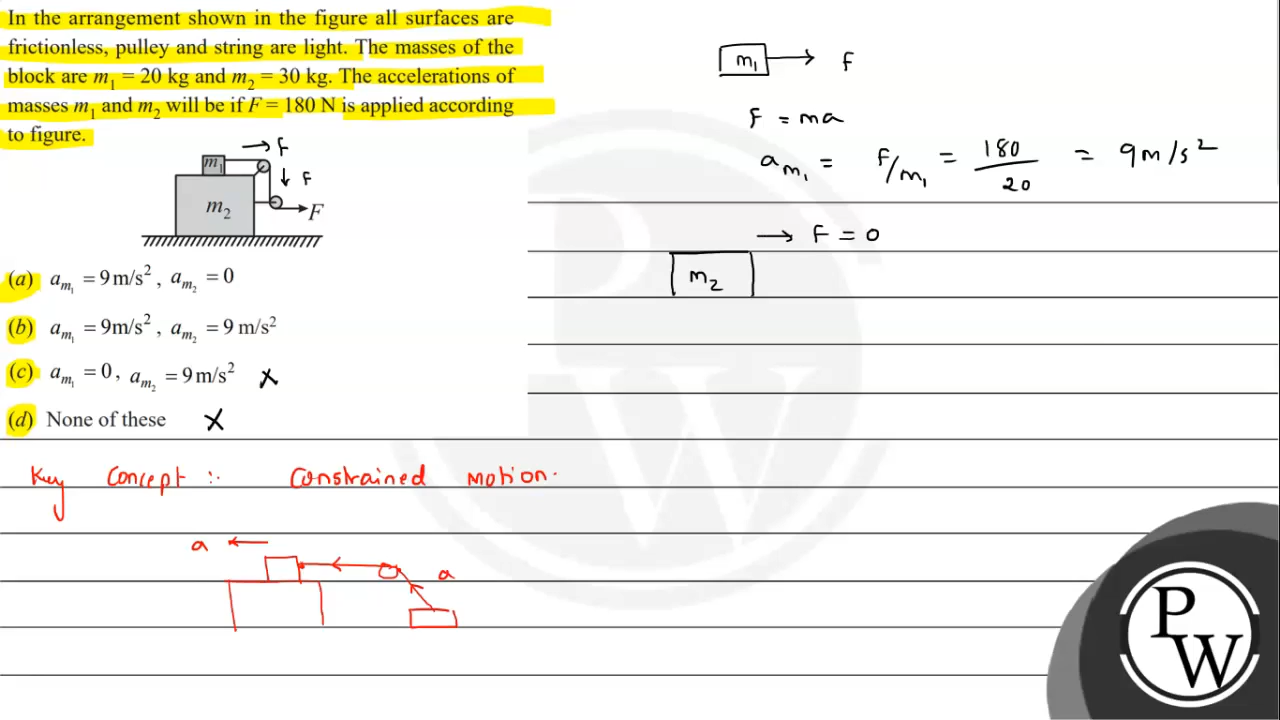 In the arrangement shown in the figure all surfaces are
frictionless, pulley and string are light. The masses of the
block are m₁ = 20 kg and m₂ = 30 kg. The accelerations of
masses m₁ and m₂ will be if F = 180 N is applied according
to figure.
F
m₁
F
m₂
F
(a) aₘ₁ = 9 m/s², aₘ₂ = 0
(b) aₘ₁ = 9m/s², aₘ₂ = 9 m/s²
(c) aₘ₁ = 0, aₘ₂ = 9 m/s² x
(d) None of these x
Key Concept :- Constrained motion.
a
a
m₁ → F
F = ma
aₘ₁ = F/m₁ = 180/20 = 9 m/s²
→ F = 0
m₂
P
W
P
W